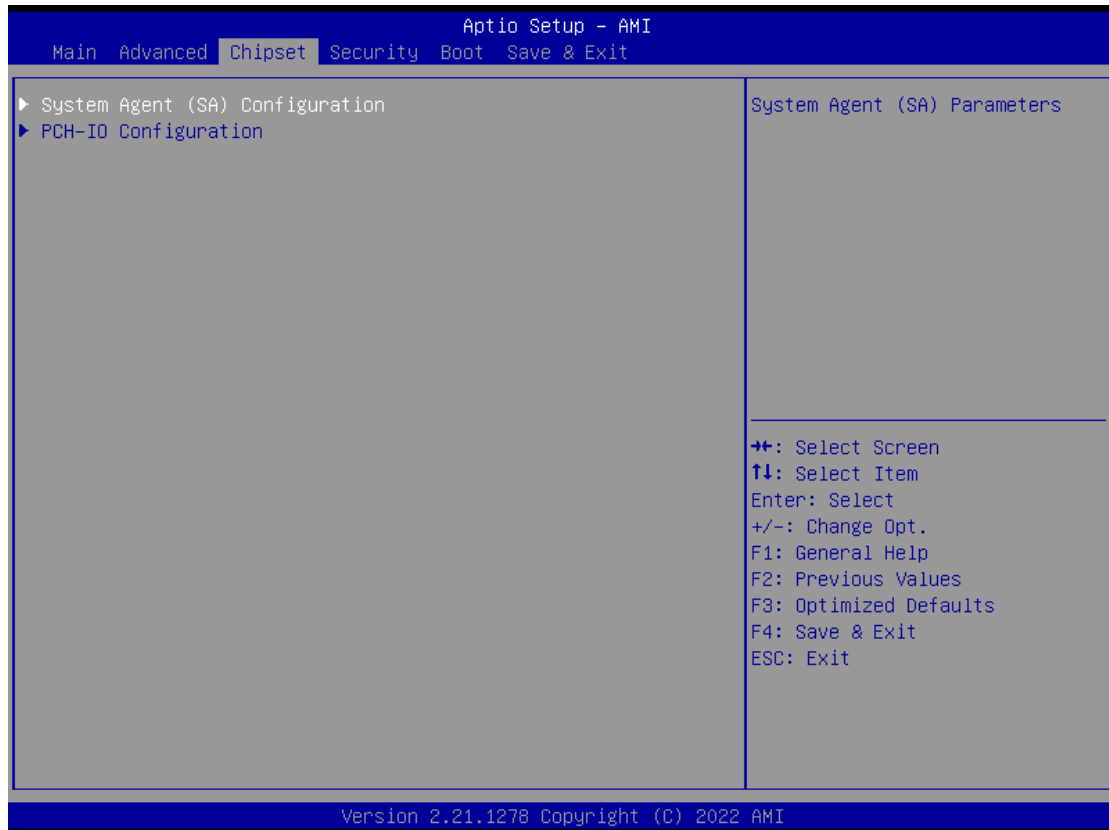 Aptio Setup – AMI
Main Advanced Chipset Security Boot Save & Exit
▶ System Agent (SA) Configuration
▶ PCH-IO Configuration
System Agent (SA) Parameters
→←: Select Screen
↑↓: Select Item
Enter: Select
+/-: Change Opt.
F1: General Help
F2: Previous Values
F3: Optimized Defaults
F4: Save & Exit
ESC: Exit
Version 2.21.1278 Copyright (C) 2022 AMI